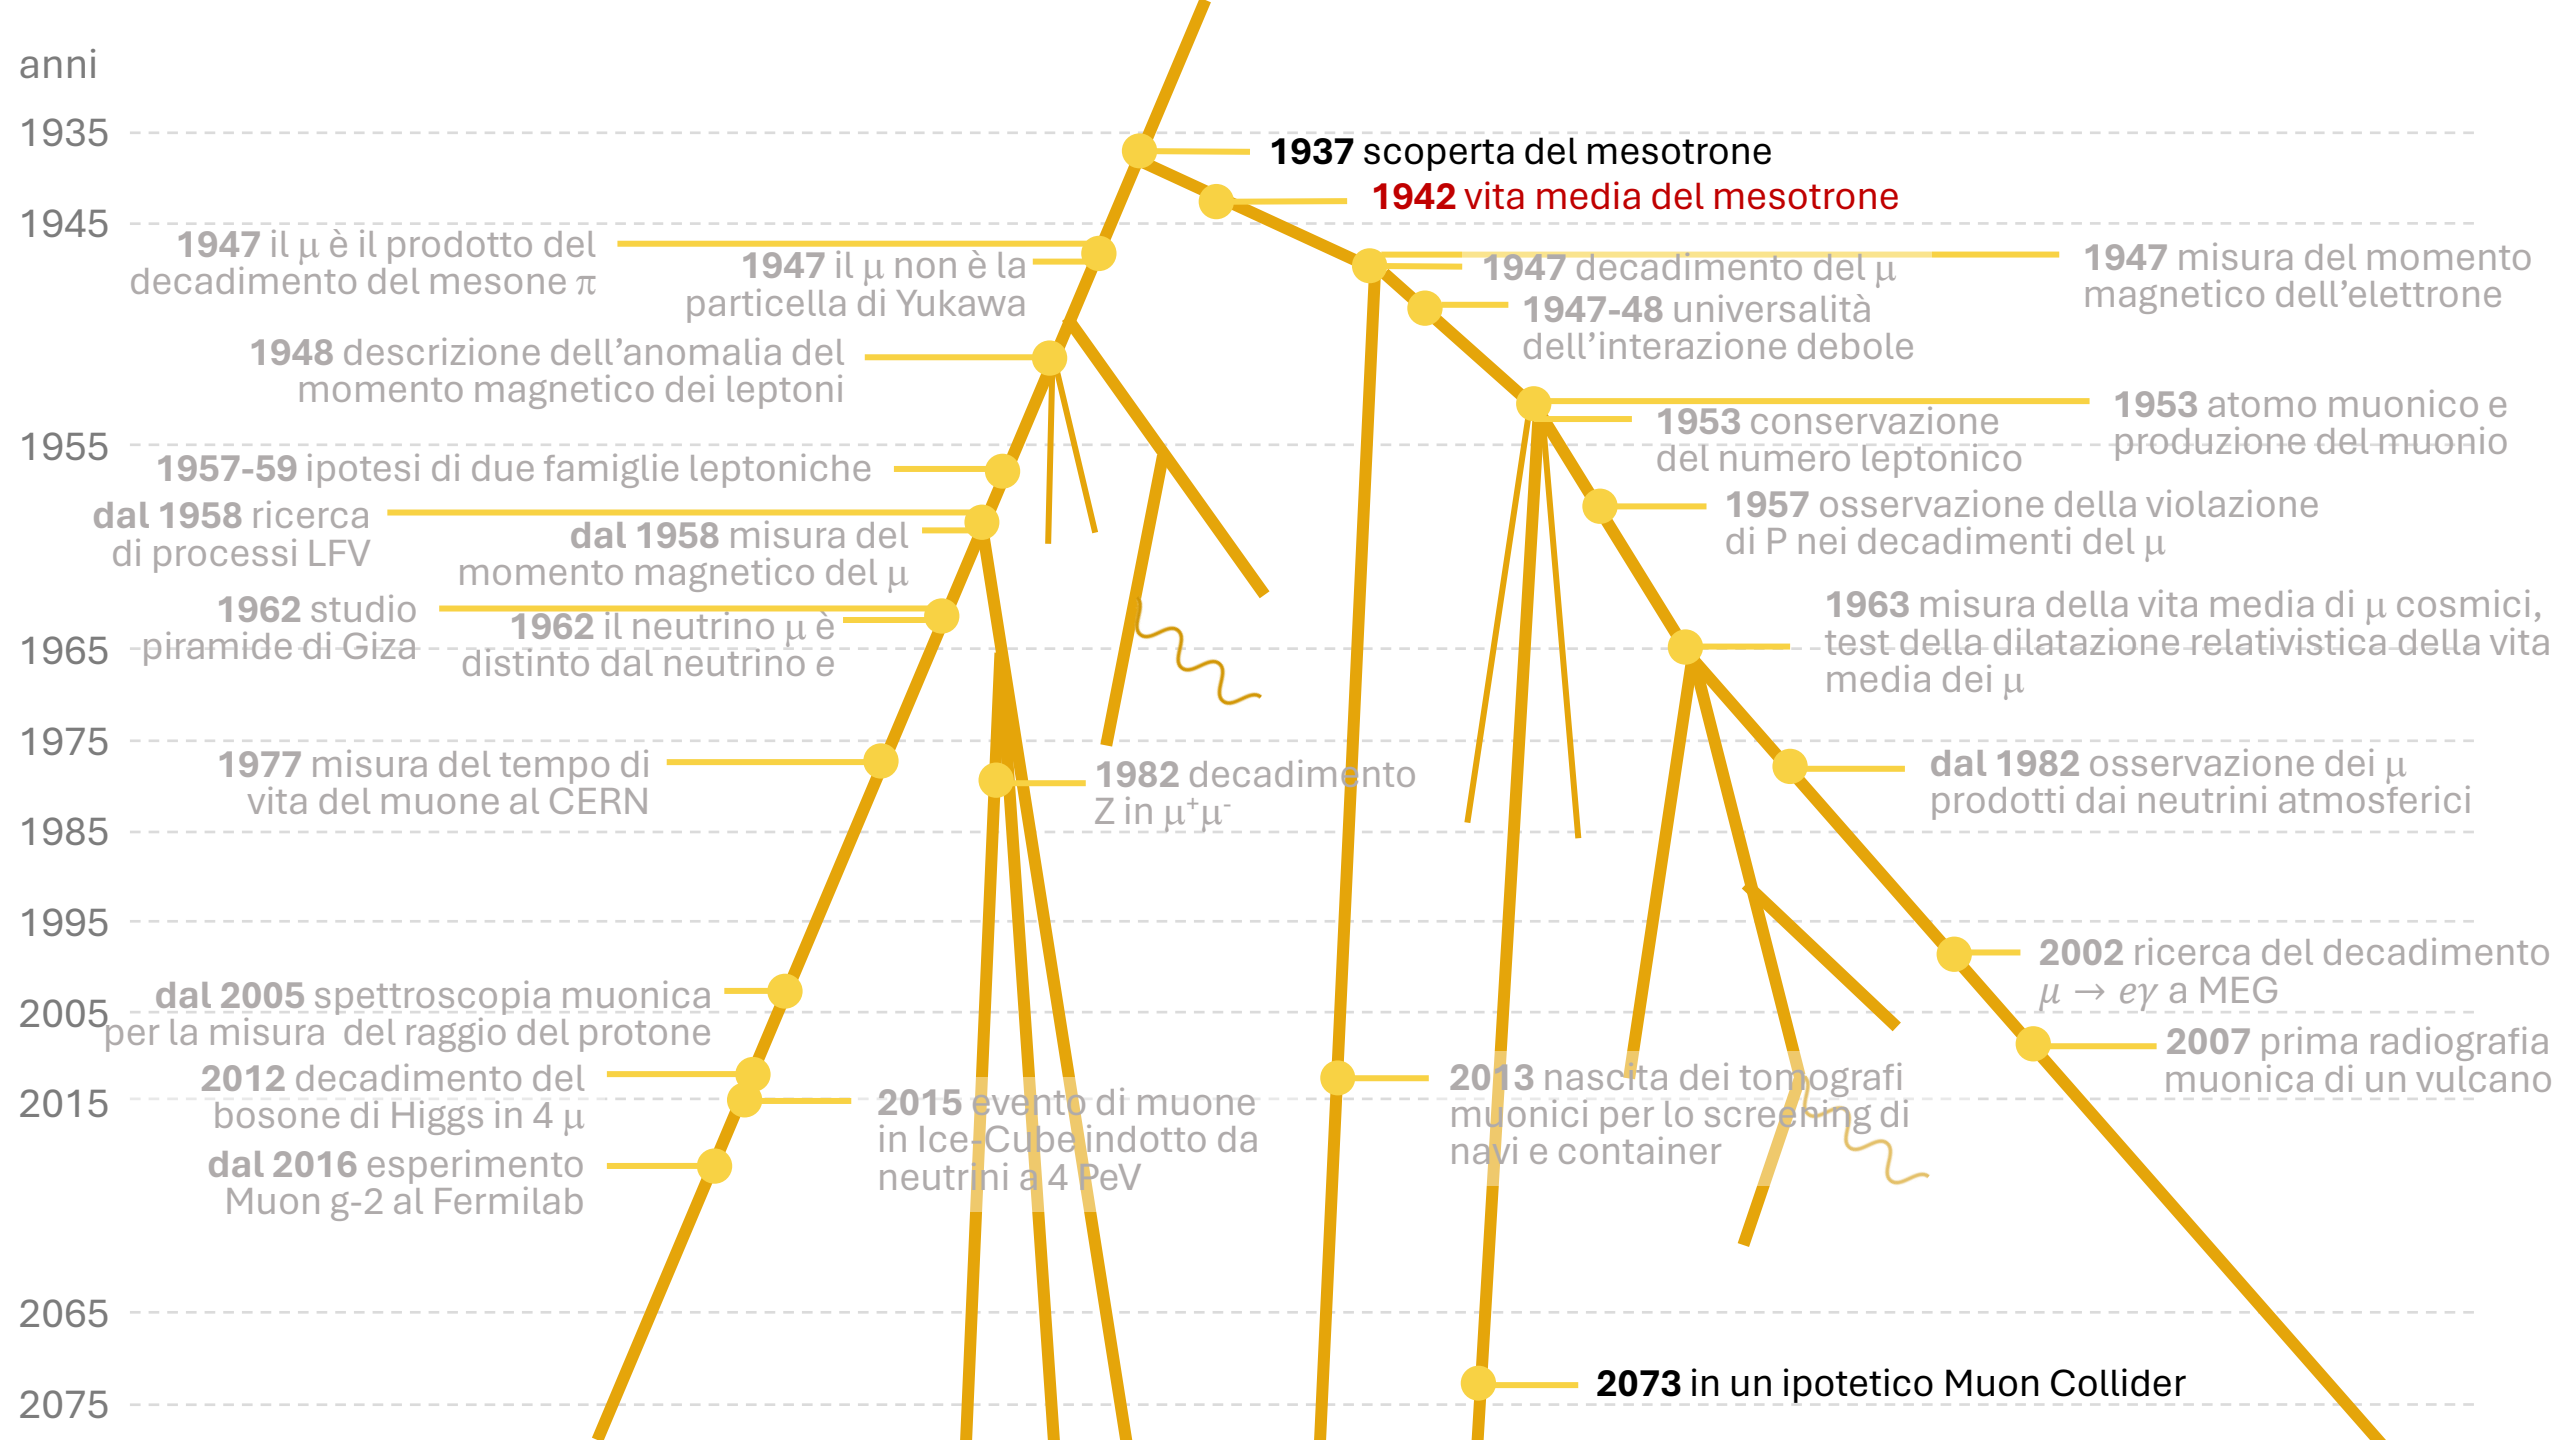 anni
1935
1937 scoperta del mesotrone
1942 vita media del mesotrone
1945
1947 il μ è il prodotto del
decadimento del mesone π
1947 il μ non è la
particella di Yukawa
1947 decadimento del μ
1947 misura del momento
magnetico dell’elettrone
1947-48 universalità
dell’interazione debole
1948 descrizione dell’anomalia del
momento magnetico dei leptoni
1953 conservazione
del numero leptonico
1953 atomo muonico e
produzione del muonio
1955
1957-59 ipotesi di due famiglie leptoniche
1957 osservazione della violazione
di P nei decadimenti del μ
dal 1958 ricerca
di processi LFV
dal 1958 misura del
momento magnetico del μ
1962 studio
piramide di Giza
1962 il neutrino μ è
distinto dal neutrino e
1963 misura della vita media di μ cosmici,
test della dilatazione relativistica della vita
media dei μ
1965
1975
1977 misura del tempo di
vita del muone al CERN
1982 decadimento
Z in μ⁺μ⁻
dal 1982 osservazione dei μ
prodotti dai neutrini atmosferici
1985
1995
2002 ricerca del decadimento
μ → eγ a MEG
dal 2005 spettroscopia muonica
per la misura del raggio del protone
2005
2007 prima radiografia
muonica di un vulcano
2012 decadimento del
bosone di Higgs in 4 μ
2013 nascita dei tomografi
muonici per lo screening di
navi e container
2015
2015 evento di muone
in Ice-Cube indotto da
neutrini a 4 PeV
dal 2016 esperimento
Muon g-2 al Fermilab
2065
2073 in un ipotetico Muon Collider
2075